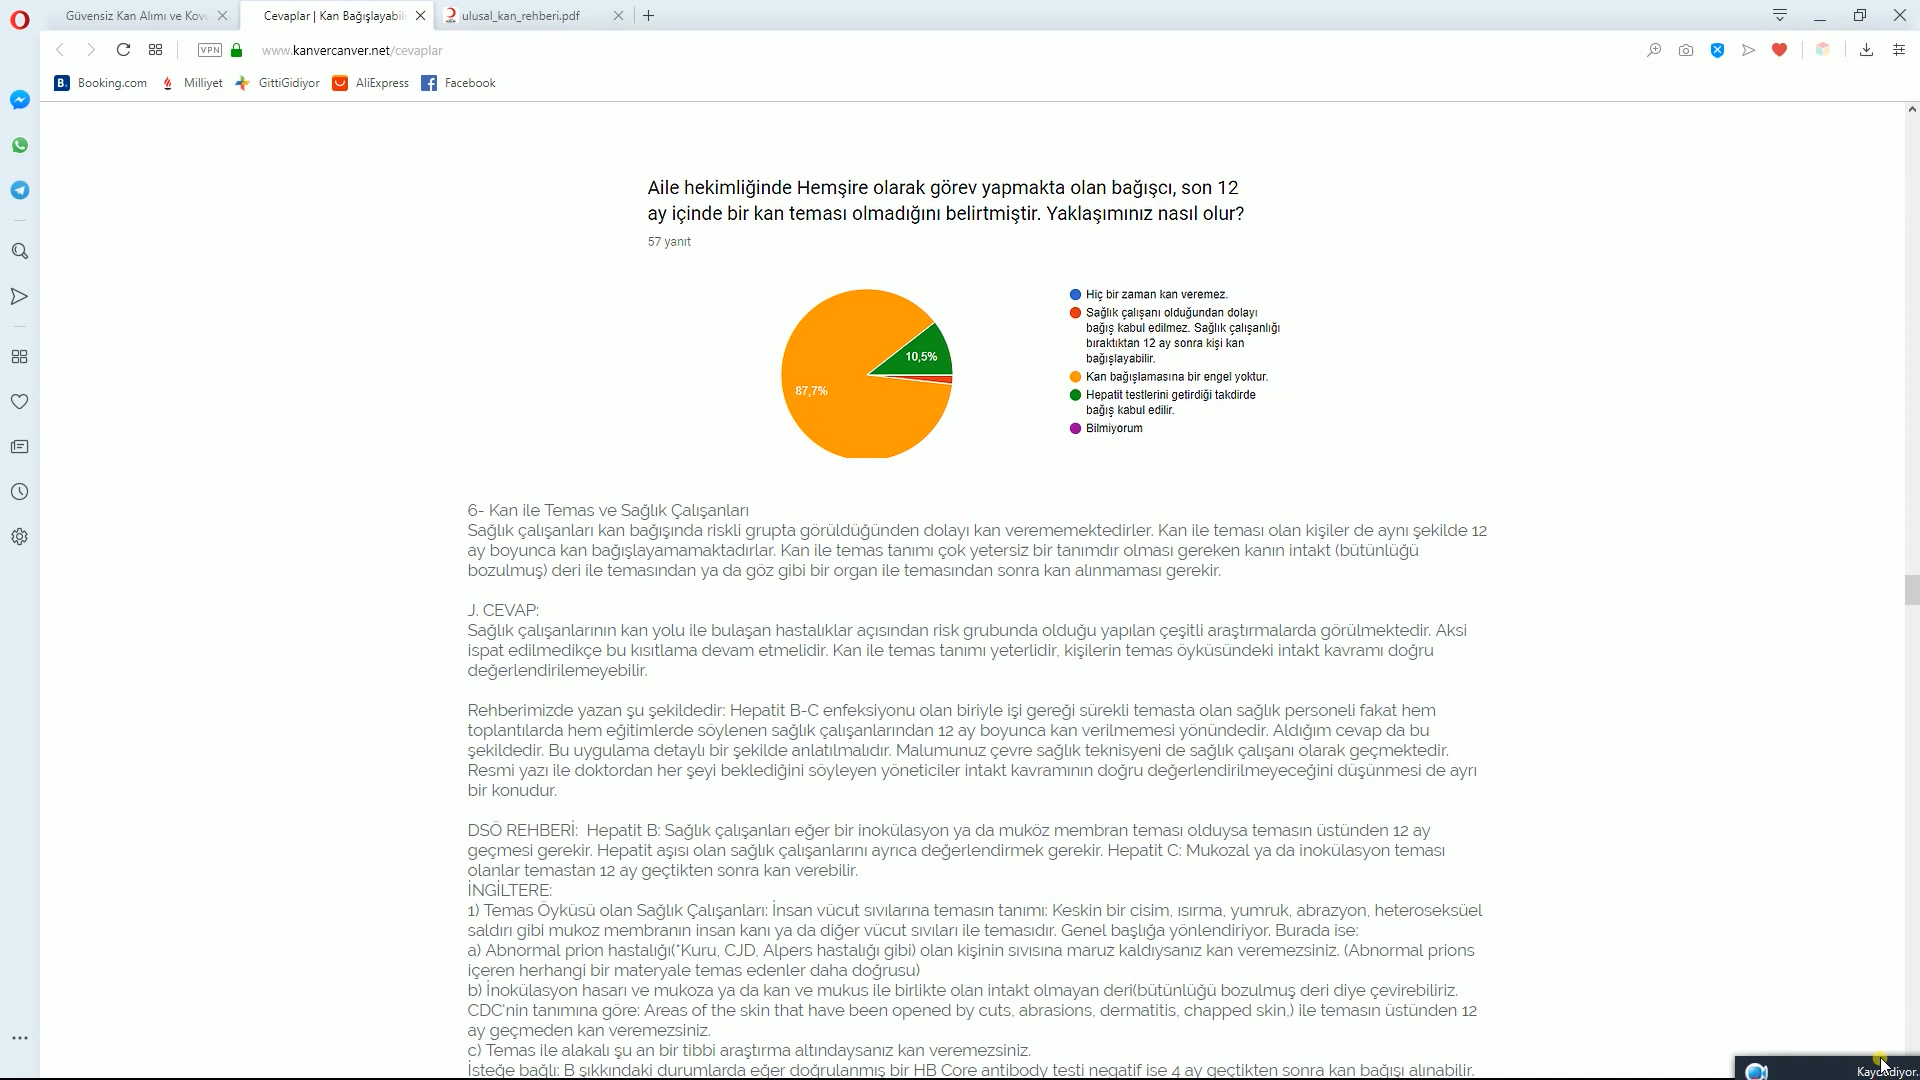 Güvensiz Kan Alımı ve Kovu
Cevaplar | Kan Bağışlayabil
ulusal_kan_rehberi.pdf
VPN
www.kanvercanver.net/cevaplar
Booking.com
Milliyet
GittiGidiyor
AliExpress
Facebook
Aile hekimliğinde Hemşire olarak görev yapmakta olan bağışcı, son 12
ay içinde bir kan teması olmadığını belirtmiştir. Yaklaşımınız nasıl olur?
57 yanıt
10,5%
87,7%
Hiç bir zaman kan veremez.
Sağlık çalışanı olduğundan dolayı
bağış kabul edilmez. Sağlık çalışanlığı
bıraktıktan 12 ay sonra kişi kan
bağışlayabilir.
Kan bağışlamasına bir engel yoktur.
Hepatit testlerini getirdiği takdirde
bağış kabul edilir.
Bilmiyorum
6- Kan ile Temas ve Sağlık Çalışanları
Sağlık çalışanları kan bağışında riskli grupta görüldüğünden dolayı kan verememektedirler. Kan ile teması olan kişiler de aynı şekilde 12
ay boyunca kan bağışlayamamaktadırlar. Kan ile temas tanımı çok yetersiz bir tanımdır olması gereken kanın intakt (bütünlüğü
bozulmuş) deri ile temasından ya da göz gibi bir organ ile temasından sonra kan alınmaması gerekir.
J. CEVAP:
Sağlık çalışanlarının kan yolu ile bulaşan hastalıklar açısından risk grubunda olduğu yapılan çeşitli araştırmalarda görülmektedir. Aksi
ispat edilmedikçe bu kısıtlama devam etmelidir. Kan ile temas tanımı yeterlidir, kişilerin temas öyküsündeki intakt kavramı doğru
değerlendirilemeyebilir.
Rehberimizde yazan şu şekildedir: Hepatit B-C enfeksiyonu olan biriyle işi gereği sürekli temasta olan sağlık personeli fakat hem
toplantılarda hem eğitimlerde söylenen sağlık çalışanlarından 12 ay boyunca kan verilmemesi yönündedir. Aldığım cevap da bu
şekildedir. Bu uygulama detaylı bir şekilde anlatılmalıdır. Malumunuz çevre sağlık teknisyeni de sağlık çalışanı olarak geçmektedir.
Resmi yazı ile doktordan her şeyi beklediğini söyleyen yöneticiler intakt kavramının doğru değerlendirilmeyeceğini düşünmesi de ayrı
bir konudur.
DSÖ REHBERİ:  Hepatit B: Sağlık çalışanları eğer bir inokülasyon ya da muköz membran teması olduysa temasın üstünden 12 ay
geçmesi gerekir. Hepatit aşısı olan sağlık çalışanlarını ayrıca değerlendirmek gerekir. Hepatit C: Mukozal ya da inokülasyon teması
olanlar temastan 12 ay geçtikten sonra kan verebilir.
İNGİLTERE:
1) Temas Öyküsü olan Sağlık Çalışanları: İnsan vücut sıvılarına temasın tanımı: Keskin bir cisim, ısırma, yumruk, abrazyon, heteroseksüel
saldırı gibi mukoz membranın insan kanı ya da diğer vücut sıvıları ile temasıdır. Genel başlığa yönlendiriyor. Burada ise:
a) Abnormal prion hastalığı(*Kuru, CJD, Alpers hastalığı gibi) olan kişinin sıvısına maruz kaldıysanız kan veremezsiniz. (Abnormal prions
içeren herhangi bir materyale temas edenler daha doğrusu)
b) İnokülasyon hasarı ve mukoza ya da kan ve mukus ile birlikte olan intakt olmayan deri(bütünlüğü bozulmuş deri diye çevirebiliriz.
CDC'nin tanımına göre: Areas of the skin that have been opened by cuts, abrasions, dermatitis, chapped skin.) ile temasın üstünden 12
ay geçmeden kan veremezsiniz.
c) Temas ile alakalı şu an bir tıbbi araştırma altındaysanız kan veremezsiniz.
İsteğe bağlı: B şıkkındaki durumlarda eğer doğrulanmış bir HB Core antibody testi negatif ise 4 ay geçtikten sonra kan bağışı alınabilir.